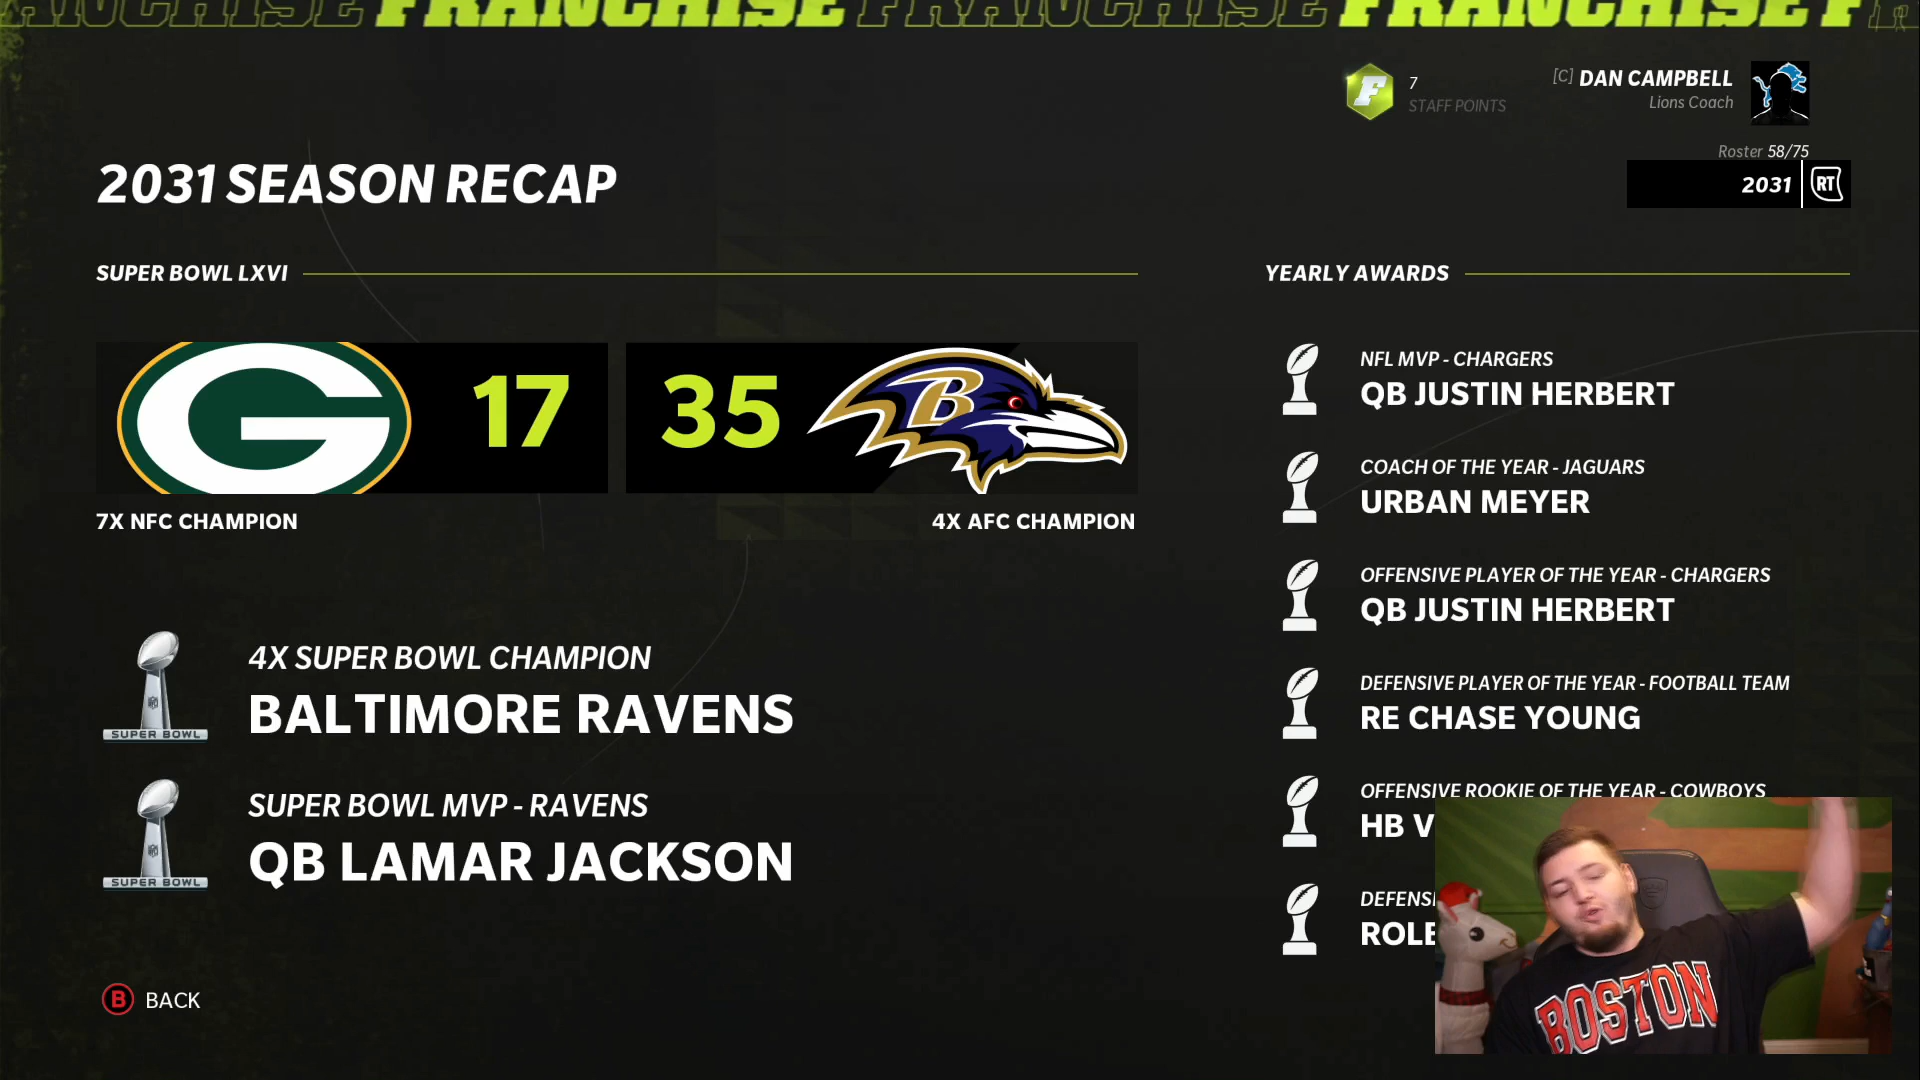 FRANCHISE FRANCHISE FRANCHISE
7
STAFF POINTS
[C] DAN CAMPBELL
Lions Coach
Roster 58/75
2031 RT
2031 SEASON RECAP
SUPER BOWL LXVI
17
35
7X NFC CHAMPION
4X AFC CHAMPION
4X SUPER BOWL CHAMPION
BALTIMORE RAVENS
SUPER BOWL
SUPER BOWL MVP - RAVENS
QB LAMAR JACKSON
SUPER BOWL
B BACK
YEARLY AWARDS
NFL MVP - CHARGERS
QB JUSTIN HERBERT
COACH OF THE YEAR - JAGUARS
URBAN MEYER
OFFENSIVE PLAYER OF THE YEAR - CHARGERS
QB JUSTIN HERBERT
DEFENSIVE PLAYER OF THE YEAR - FOOTBALL TEAM
RE CHASE YOUNG
OFFENSIVE ROOKIE OF THE YEAR - COWBOYS
HB V
DEFENSI
ROLE
BOSTON